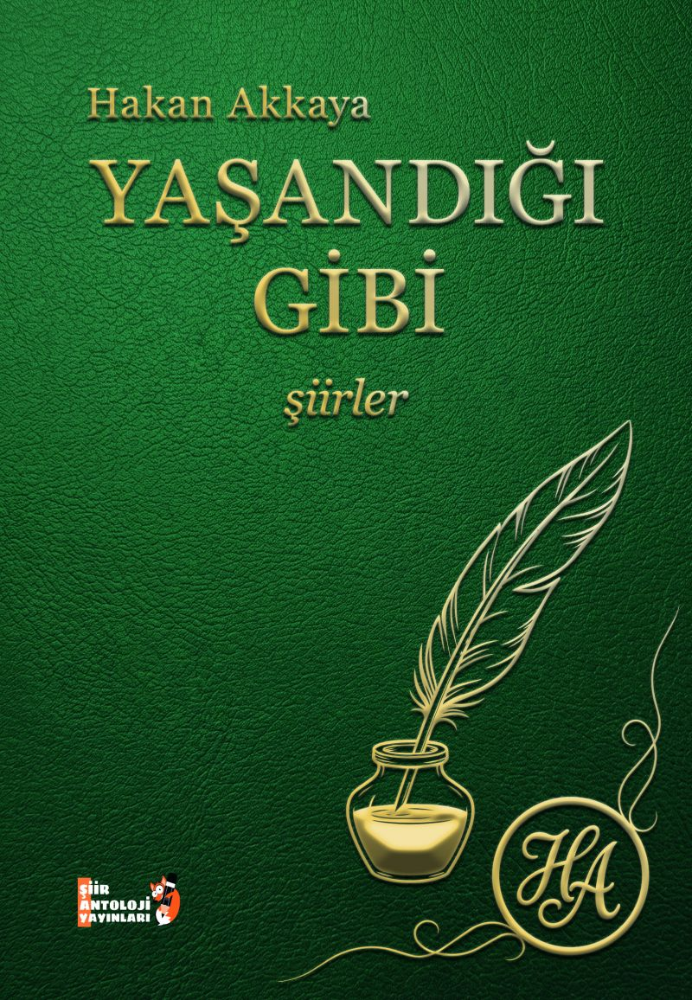 Hakan Akkaya
YAŞANDIĞI
GİBİ
şiirler
ŞİİR
ANTOLOJİ
YAYINLARI
HA